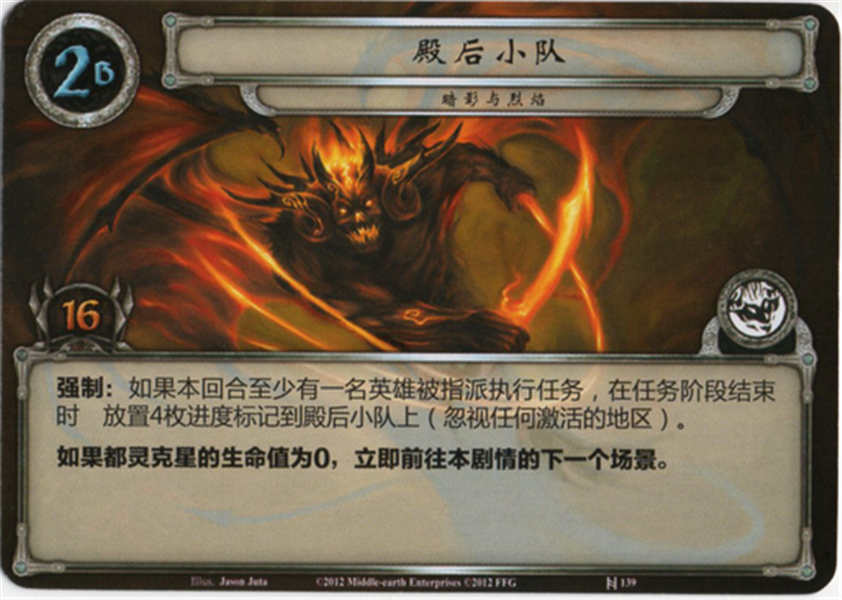 2B
殿后小队
暗影与烈焰
16
强制：如果本回合至少有一名英雄被指派执行任务，在任务阶段结束
时 放置4枚进度标记到殿后小队上（忽视任何激活的地区）。
如果都灵克星的生命值为0，立即前往本剧情的下一个场景。
Illus. Jason Juta ©2012 Middle-earth Enterprises ©2012 FFG 139